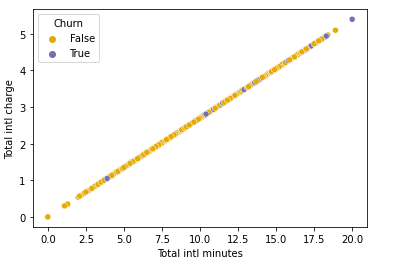 Churn
False
True
Total intl charge
5
4
3
2
1
0
0.0 2.5 5.0 7.5 10.0 12.5 15.0 17.5 20.0
Total intl minutes